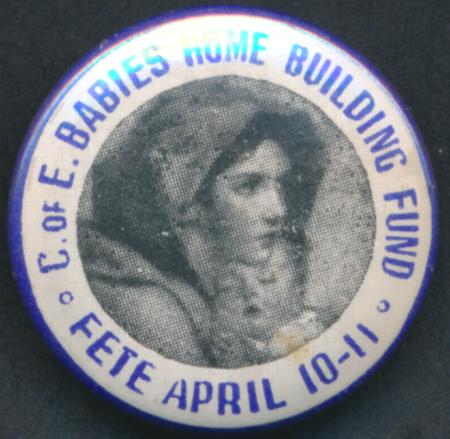 C. OF E. BABIES HOME BUILDING FUND
FETE APRIL 10-11